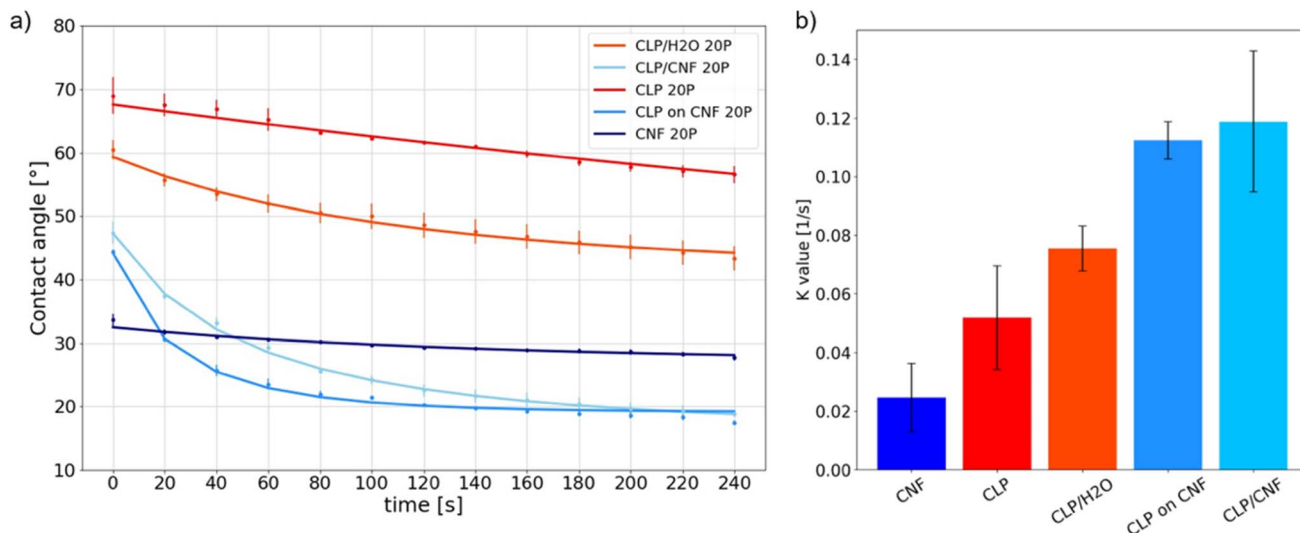 a)
80
70
60
50
40
30
20
10
Contact angle [°]
CLP/H2O 20P
CLP/CNF 20P
CLP 20P
CLP on CNF 20P
CNF 20P
0 20 40 60 80 100 120 140 160 180 200 220 240
time [s]
b)
0.14
0.12
0.10
0.08
0.06
0.04
0.02
0.00
K value [1/s]
CNF
CLP
CLP/H2O
CLP on CNF
CLP/CNF